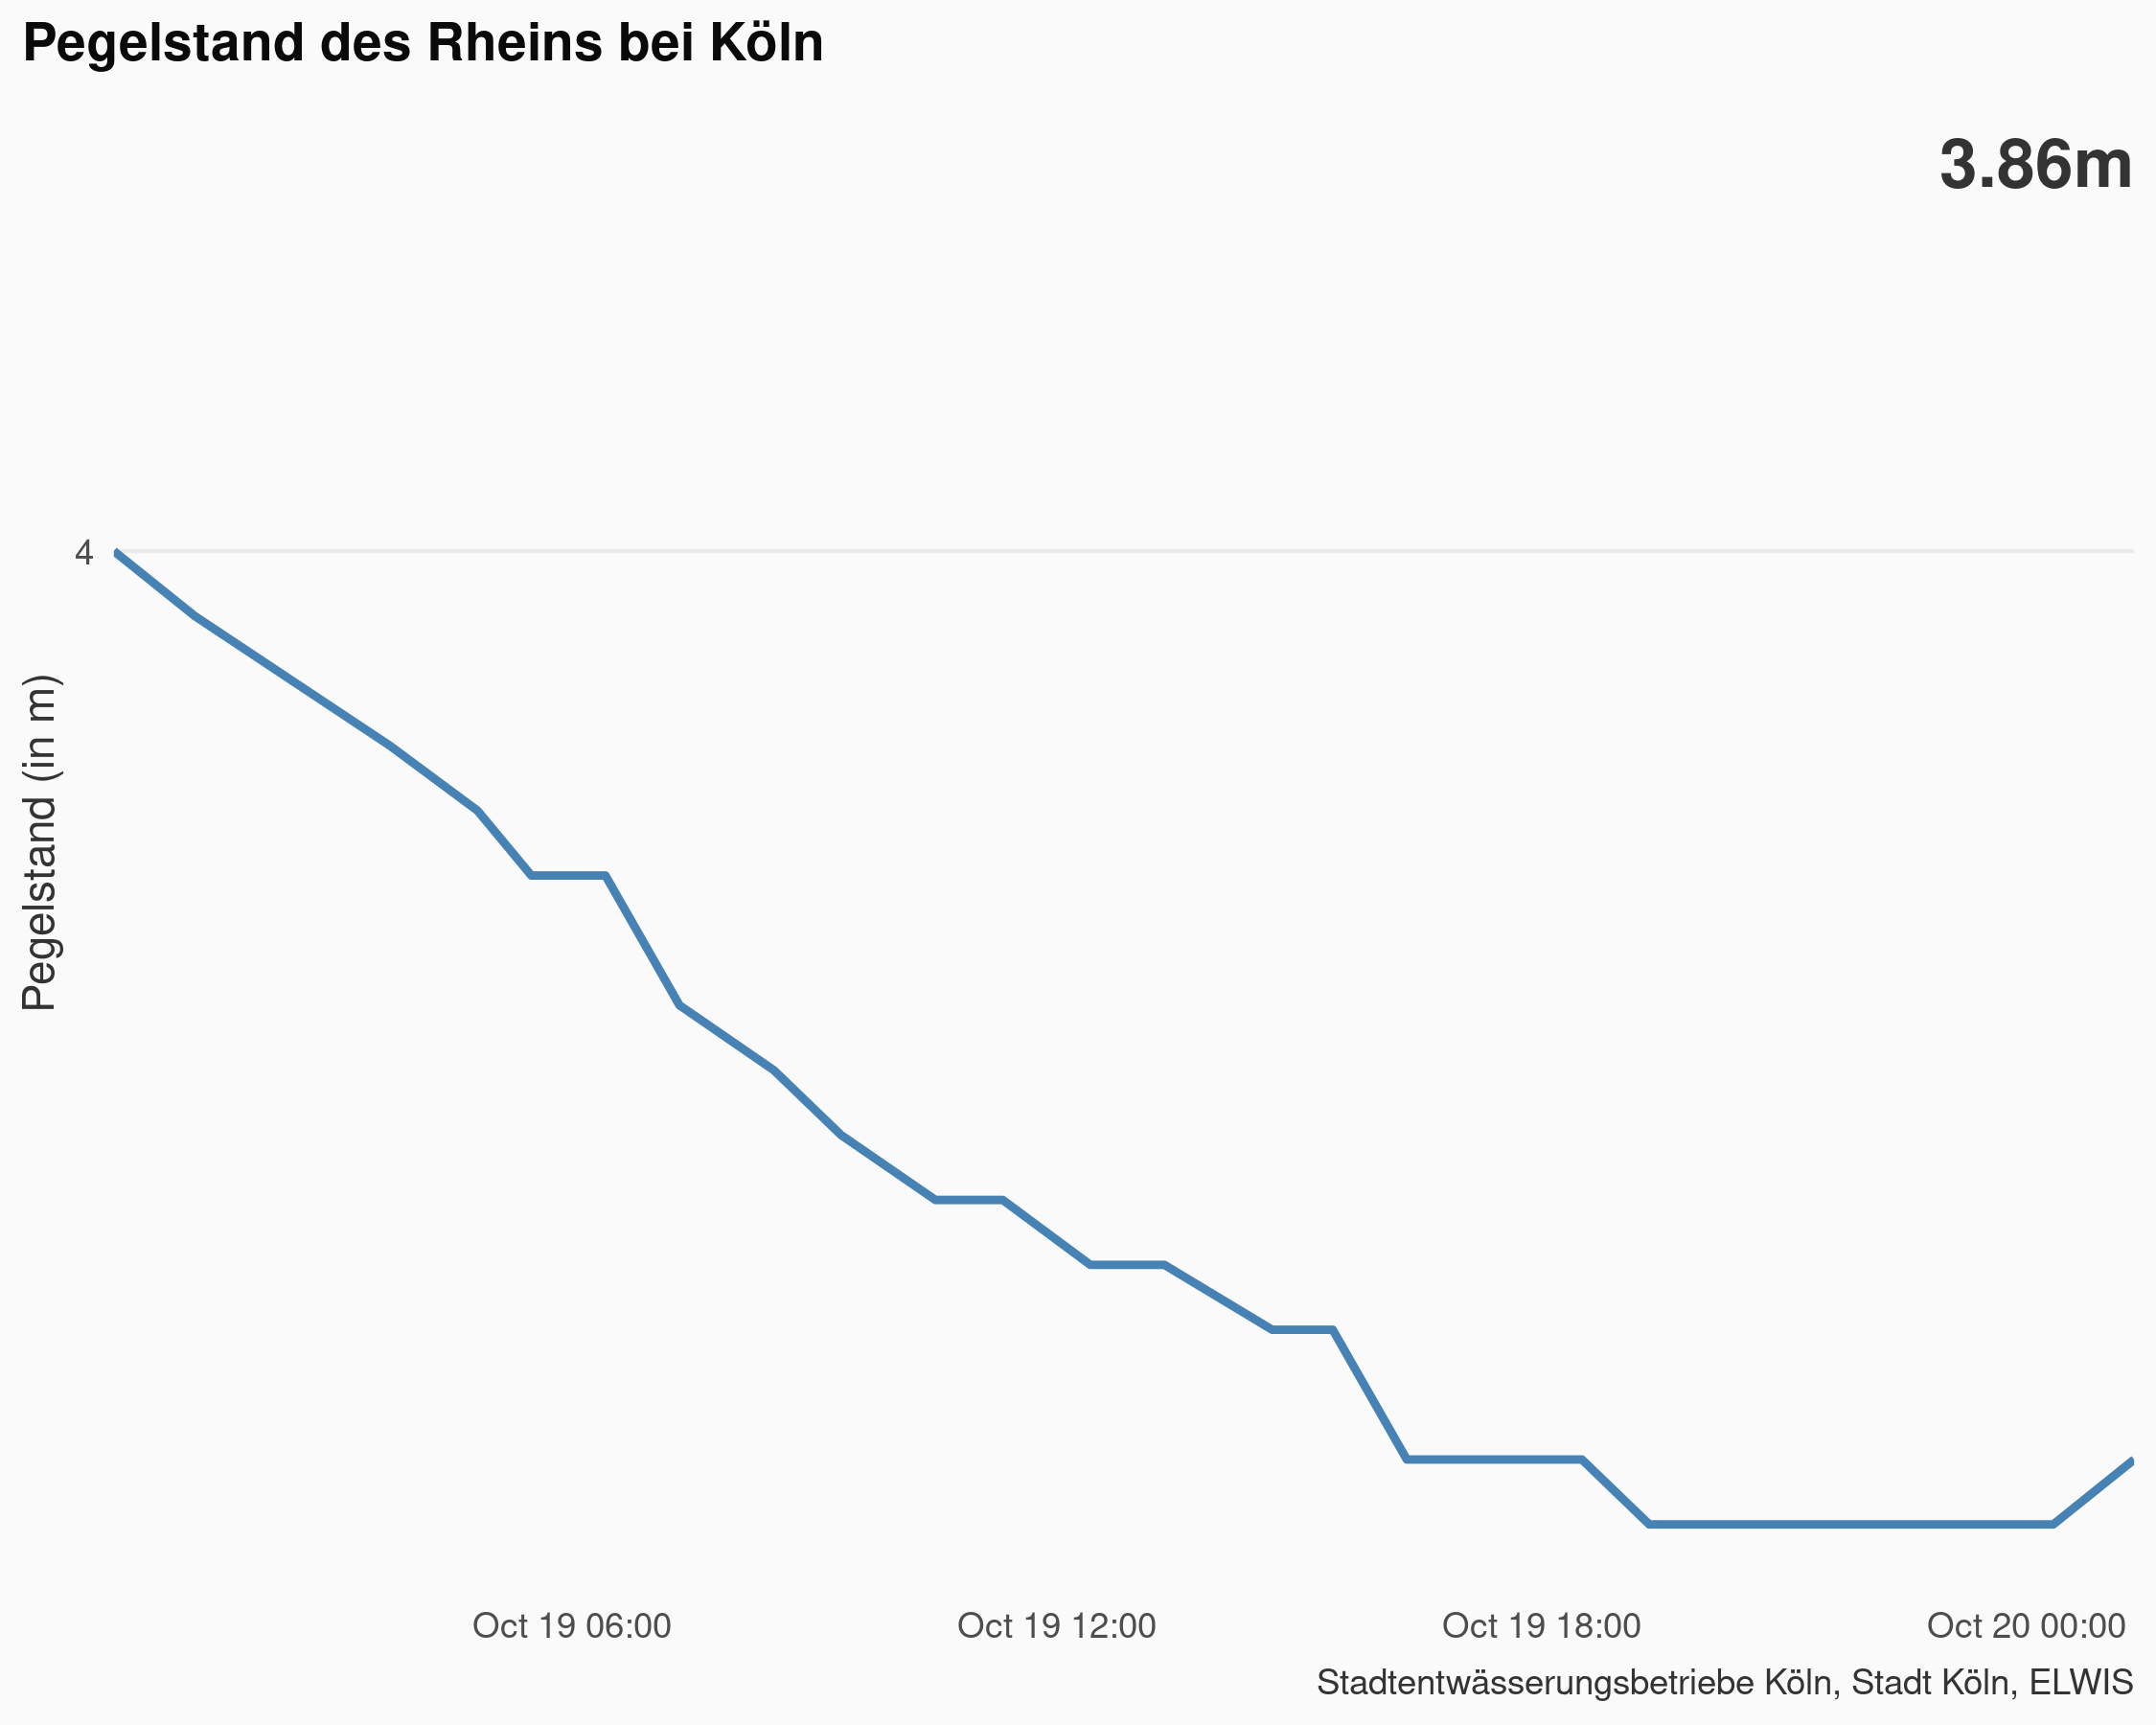 Pegelstand des Rheins bei Köln
3.86m
4
Pegelstand (in m)
Oct 19 06:00
Oct 19 12:00
Oct 19 18:00
Oct 20 00:00
Stadtentwässerungsbetriebe Köln, Stadt Köln, ELWIS